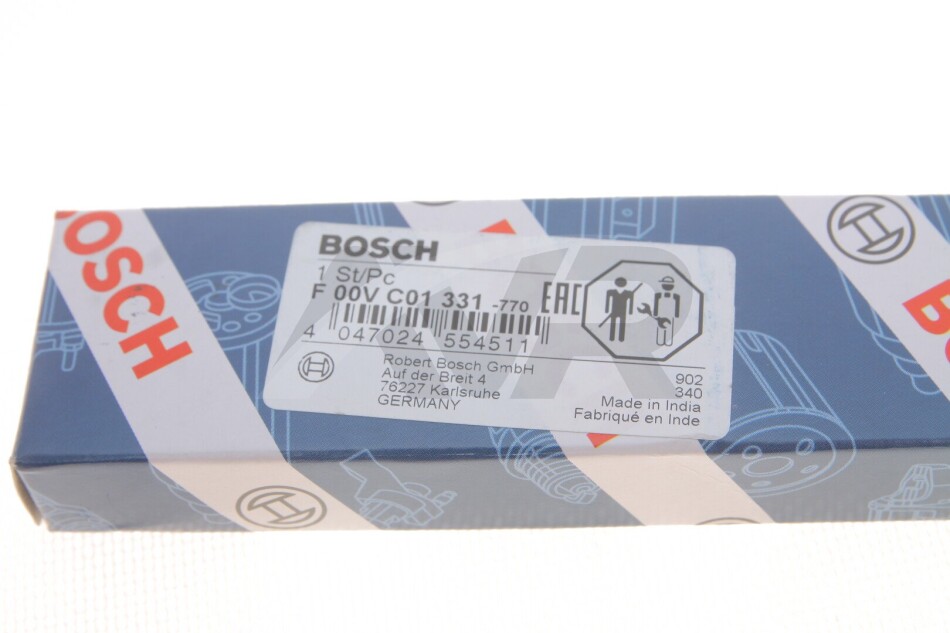 BOSCH
BOSCH
1 St/Pc
F 00V C01 331 -770
EAC
4 047024 554511
Robert Bosch GmbH
Auf der Breit 4
76227 Karlsruhe
GERMANY
902
340
Made in India
Fabriqué en Inde